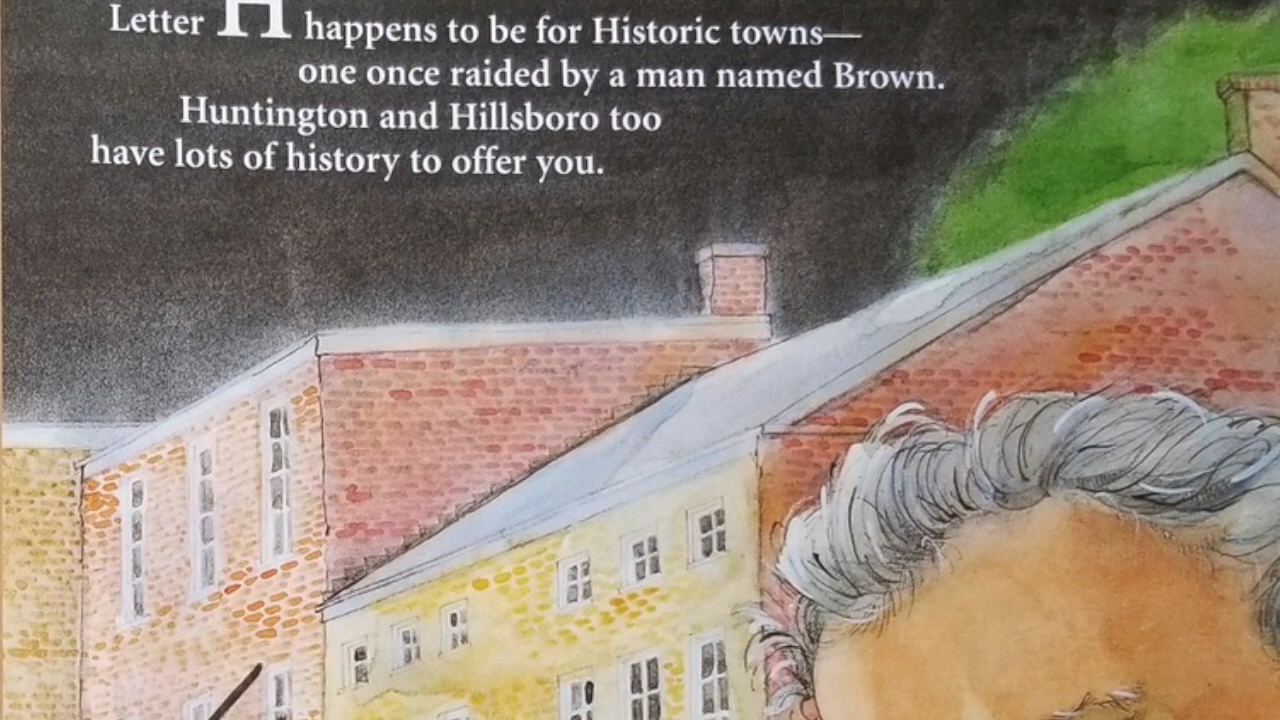 Letter H happens to be for Historic towns—
one once raided by a man named Brown.
Huntington and Hillsboro too
have lots of history to offer you.